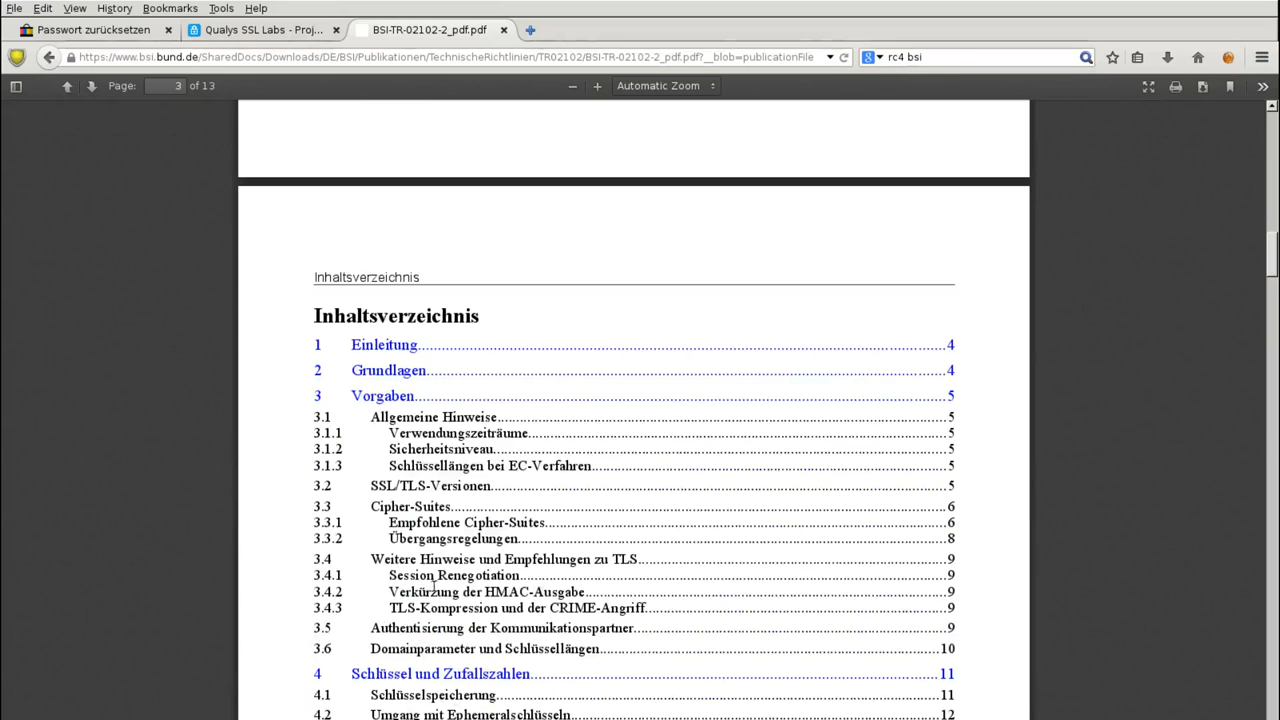 File Edit View History Bookmarks Tools Help
Passwort zurücksetzen × Qualys SSL Labs - Proj... × BSI-TR-02102-2_pdf.pdf ×
https://www.bsi.bund.de/SharedDocs/Downloads/DE/BSI/Publikationen/TechnischeRichtlinien/TR02102/BSI-TR-02102-2_pdf.pdf?__blob=publicationFile rc4 bsi
Page: 3 of 13 Automatic Zoom
Inhaltsverzeichnis
Inhaltsverzeichnis
1 Einleitung 4
2 Grundlagen 4
3 Vorgaben 5
3.1 Allgemeine Hinweise 5
3.1.1 Verwendungszeiträume 5
3.1.2 Sicherheitsniveau 5
3.1.3 Schlüssellängen bei EC-Verfahren 5
3.2 SSL/TLS-Versionen 5
3.3 Cipher-Suites 6
3.3.1 Empfohlene Cipher-Suites 6
3.3.2 Übergangsregelungen 8
3.4 Weitere Hinweise und Empfehlungen zu TLS 9
3.4.1 Session Renegotiation 9
3.4.2 Verkürzung der HMAC-Ausgabe 9
3.4.3 TLS-Kompression und der CRIME-Angriff 9
3.5 Authentisierung der Kommunikationspartner 9
3.6 Domainparameter und Schlüssellängen 10
4 Schlüssel und Zufallszahlen 11
4.1 Schlüsselspeicherung 11
4.2 Umgang mit Ephemeralschlüsseln 12